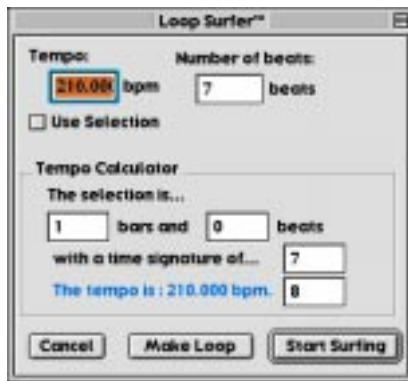 Loop Surfer™
Tempo: Number of beats:
210.00 bpm 7 beats
Use Selection
Tempo Calculator
The selection is...
1 bars and 0 beats
with a time signature of... 7
The tempo is : 210.000 bpm. 8
Cancel Make Loop Start Surfing